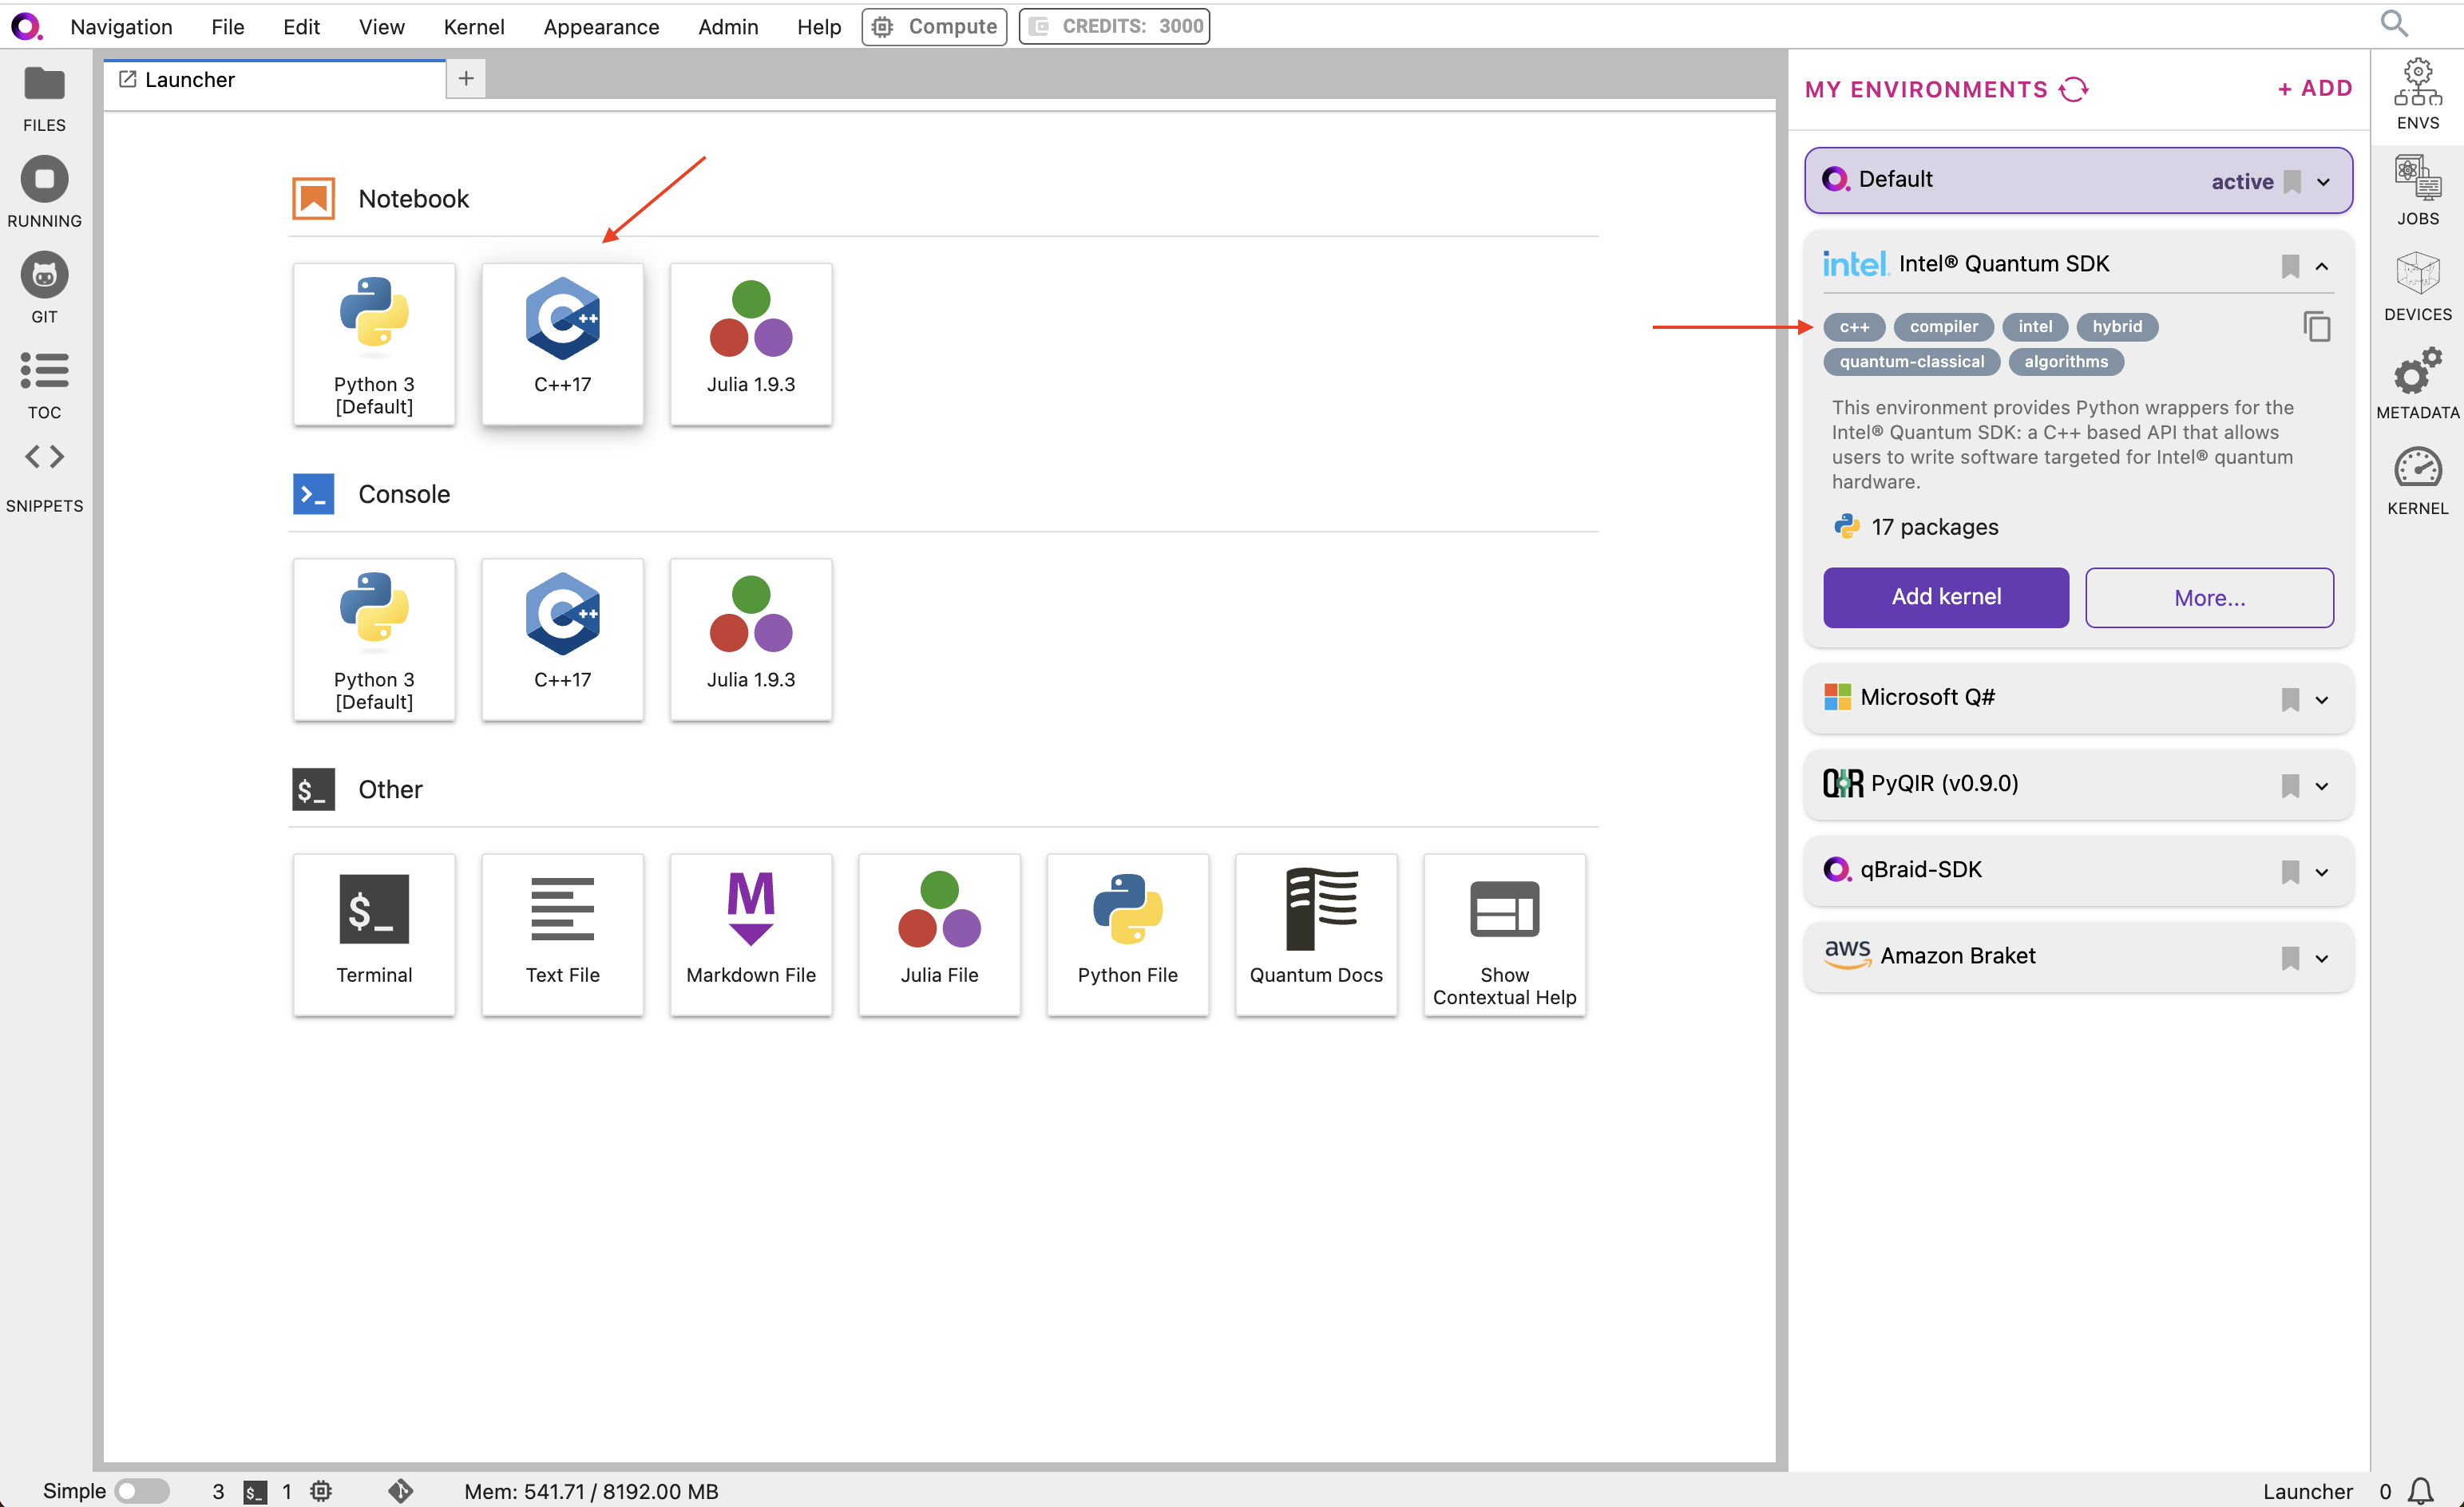 Navigation File Edit View Kernel Appearance Admin Help Compute CREDITS: 3000
FILES
RUNNING
GIT
TOC
SNIPPETS
Launcher
Notebook
Python 3
[Default]
C++17
Julia 1.9.3
Console
Python 3
[Default]
C++17
Julia 1.9.3
Other
$_
Terminal
Text File
Markdown File
Julia File
Python File
Quantum Docs
Show
Contextual Help
MY ENVIRONMENTS + ADD
Default active
intel. Intel® Quantum SDK
c++ compiler intel hybrid
quantum-classical algorithms
This environment provides Python wrappers for the
Intel® Quantum SDK: a C++ based API that allows
users to write software targeted for Intel® quantum
hardware.
17 packages
Add kernel More...
Microsoft Q#
QIR PyQIR (v0.9.0)
qBraid-SDK
aws Amazon Braket
ENVS
JOBS
DEVICES
METADATA
KERNEL
Simple 3 $_ 1 Mem: 541.71 / 8192.00 MB Launcher 0